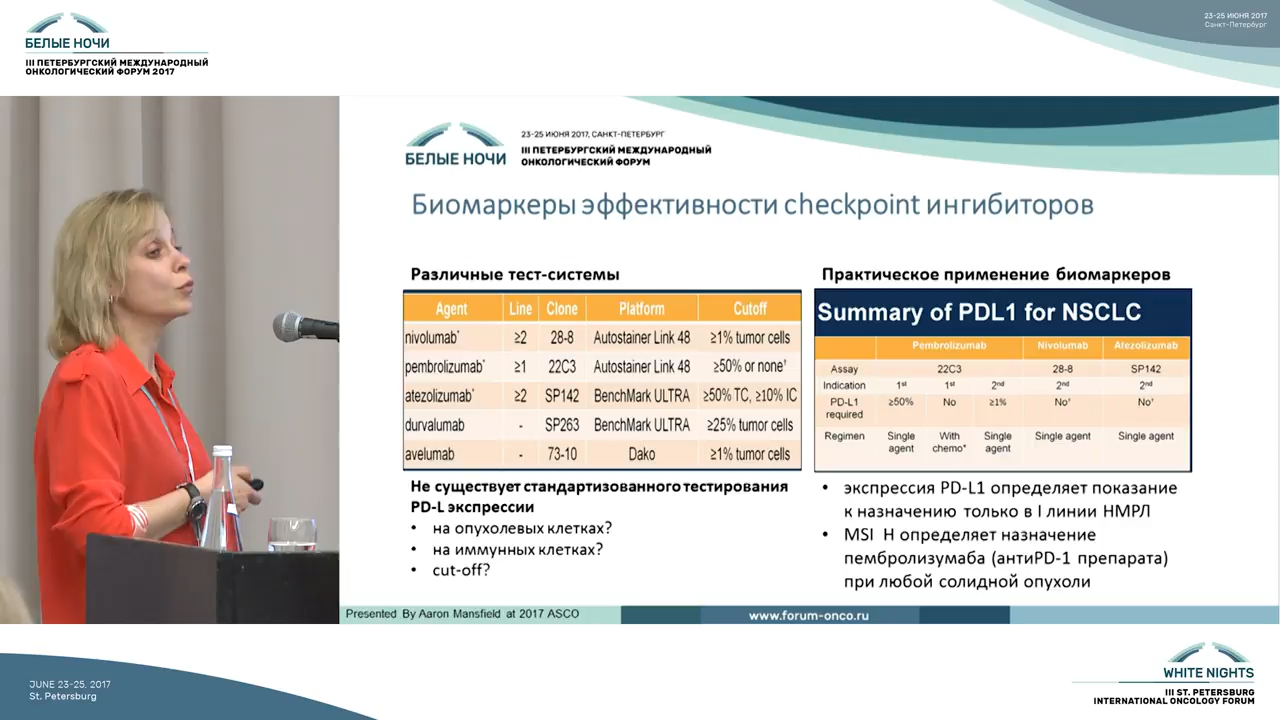 БЕЛЫЕ НОЧИ
III ПЕТЕРБУРГСКИЙ МЕЖДУНАРОДНЫЙ
ОНКОЛОГИЧЕСКИЙ ФОРУМ 2017
23-25 ИЮНЯ 2017
Санкт-Петербург
БЕЛЫЕ НОЧИ
23-25 ИЮНЯ 2017, САНКТ-ПЕТЕРБУРГ
III ПЕТЕРБУРГСКИЙ МЕЖДУНАРОДНЫЙ
ОНКОЛОГИЧЕСКИЙ ФОРУМ
Биомаркеры эффективности checkpoint ингибиторов
Различные тест-системы
Agent Line Clone Platform Cutoff
nivolumab* ≥2 28-8 Autostainer Link 48 ≥1% tumor cells
pembrolizumab* ≥1 22C3 Autostainer Link 48 ≥50% or none†
atezolizumab* ≥2 SP142 BenchMark ULTRA ≥50% TC, ≥10% IC
durvalumab - SP263 BenchMark ULTRA ≥25% tumor cells
avelumab - 73-10 Dako ≥1% tumor cells
Не существует стандартизованного тестирования
PD-L экспрессии
• на опухолевых клетках?
• на иммунных клетках?
• cut-off?
Практическое применение биомаркеров
Summary of PDL1 for NSCLC
Pembrolizumab Nivolumab Atezolizumab
Assay 22C3 28-8 SP142
Indication 1st 1st 2nd 2nd 2nd
PD-L1 required ≥50% No ≥1% No† No†
Regimen Single agent With chemo* Single agent Single agent Single agent
• экспрессия PD-L1 определяет показание
к назначению только в I линии НМРЛ
• MSI H определяет назначение
пембролизумаба (антиPD-1 препарата)
при любой солидной опухоли
Presented By Aaron Mansfield at 2017 ASCO
www.forum-onco.ru
JUNE 23-25, 2017
St. Petersburg
WHITE NIGHTS
III ST. PETERSBURG
INTERNATIONAL ONCOLOGY FORUM